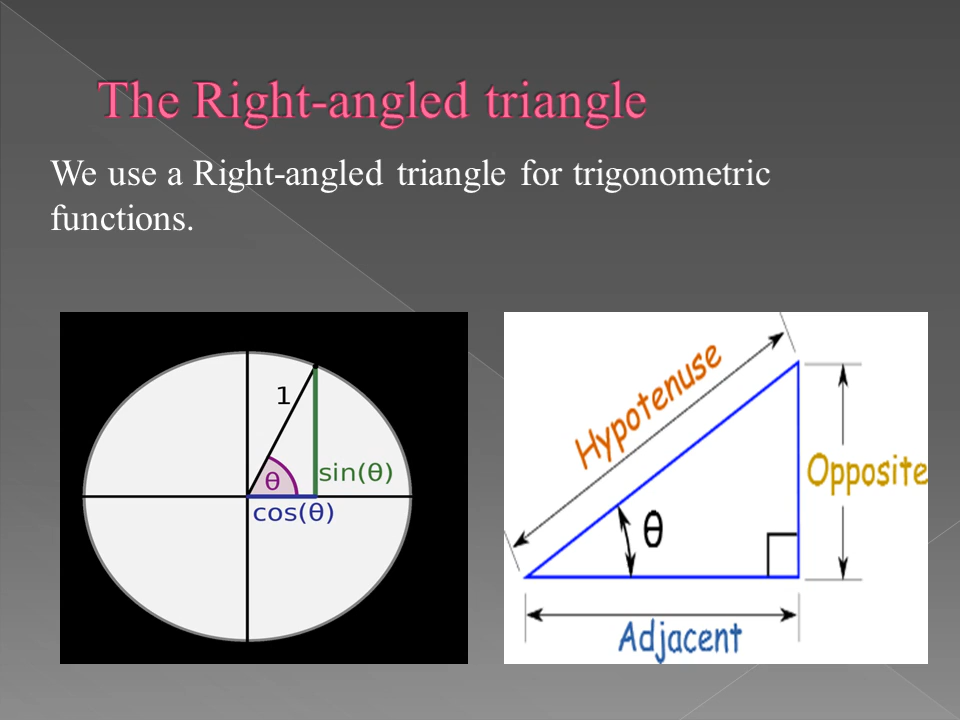 The Right-angled triangle
We use a Right-angled triangle for trigonometric
functions.
1
sin(θ)
θ
cos(θ)
Hypotenuse
Opposite
θ
Adjacent